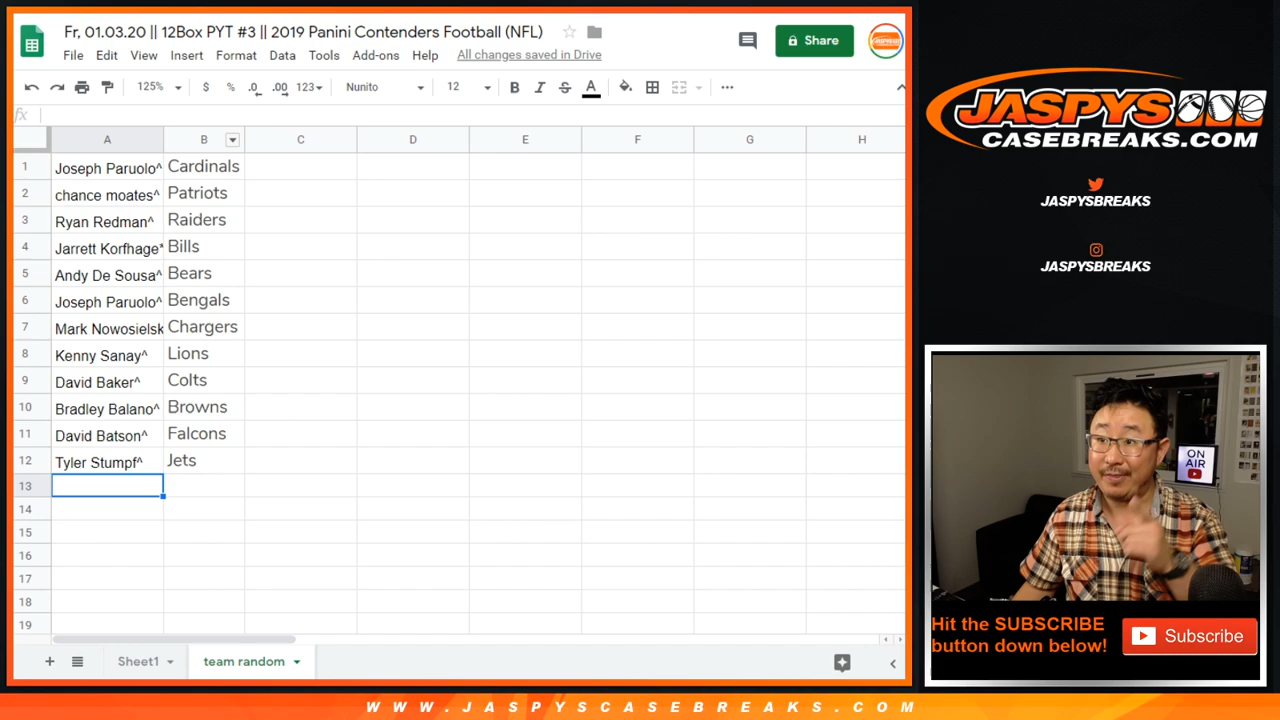 Fr, 01.03.20 || 12Box PYT #3 || 2019 Panini Contenders Football (NFL)
File Edit View Insert Format Data Tools Add-ons Help All changes saved in Drive
Share
125% $ % .0 .00 123 Nunito 12 B I S A
fx
A B C D E F G H
1 Joseph Paruolo^ Cardinals
2 chance moates^ Patriots
3 Ryan Redman^ Raiders
4 Jarrett Korfhage^ Bills
5 Andy De Sousa^ Bears
6 Joseph Paruolo^ Bengals
7 Mark Nowosielsk Chargers
8 Kenny Sanay^ Lions
9 David Baker^ Colts
10 Bradley Balano^ Browns
11 David Batson^ Falcons
12 Tyler Stumpf^ Jets
13
14
15
16
17
18
19
Sheet1 team random
JASPYS
CASEBREAKS.COM
JASPYSBREAKS
JASPYSBREAKS
ON
AIR
Hit the SUBSCRIBE
button down below!
Subscribe
WWW.JASPYSCASEBREAKS.COM